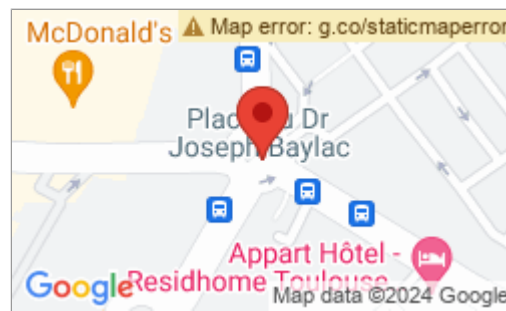 McDonald's
Map error: g.co/staticmaperror
Place du Dr
Joseph Baylac
Appart Hôtel -
Residhome Toulouse
Google
Map data ©2024 Google